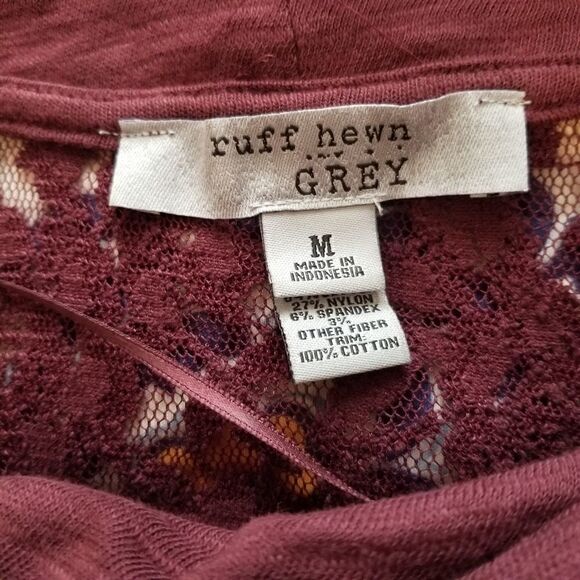 ruff hewn
GREY
M
MADE IN
INDONESIA
27% NYLON
6% SPANDEX
3%
OTHER FIBER
TRIM:
100% COTTON